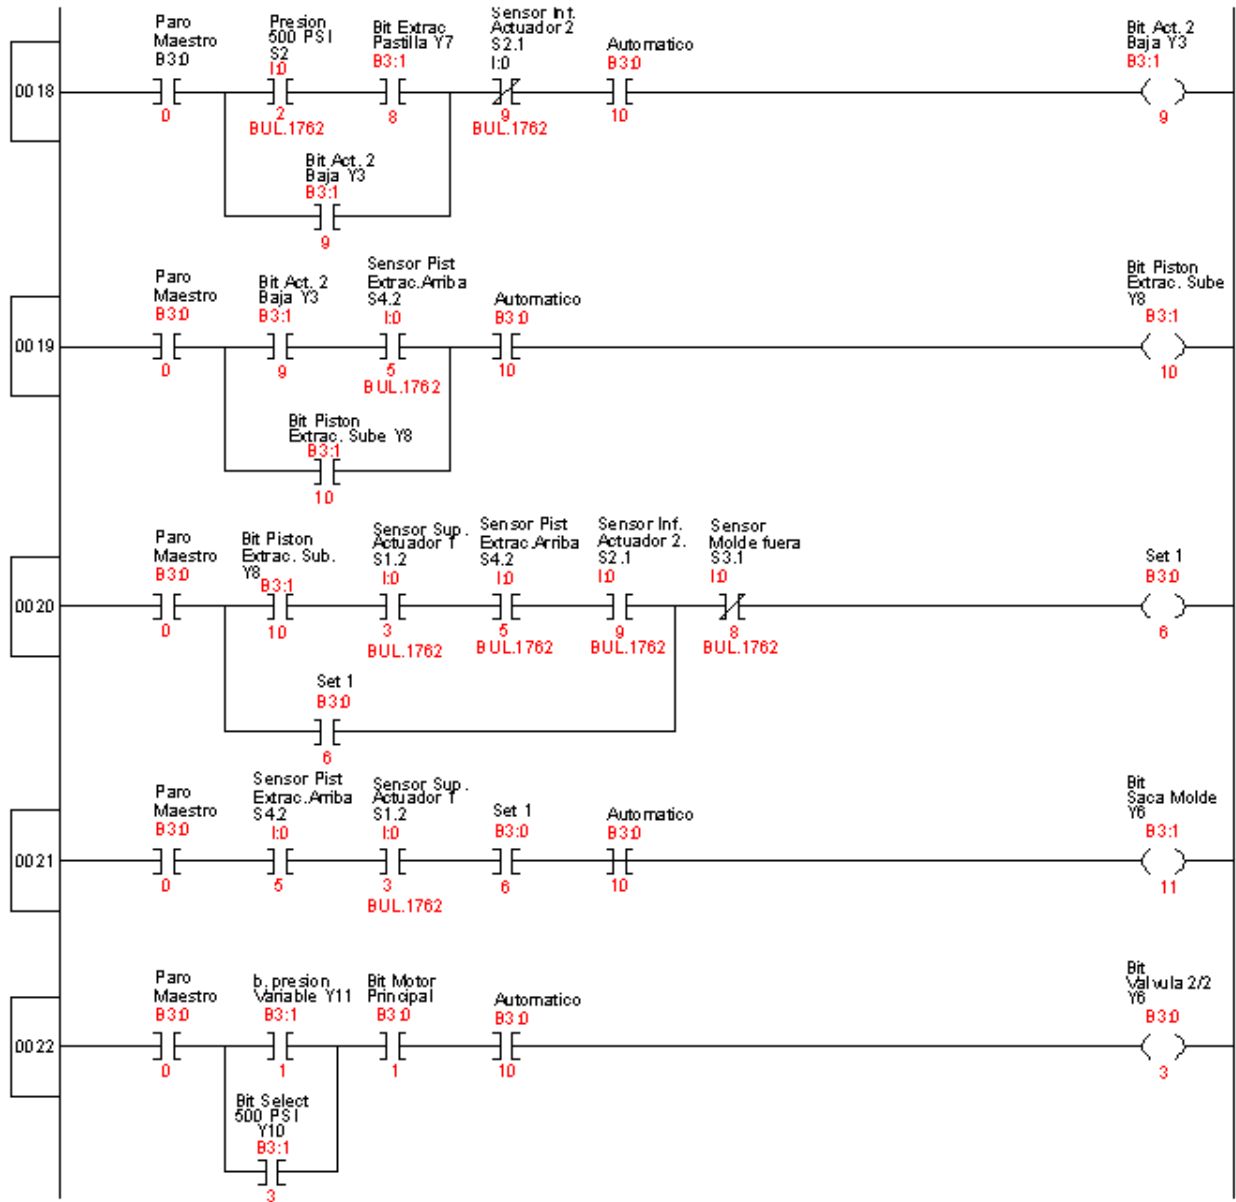 Paro
Maestro
B3:0
0
Presion
500 PSI
S2
I:0
2
BUL.1762
Bit Extrac
Pastilla Y7
B3:1
8
Sensor Inf.
Actuador 2
S2.1
I:0
9
BUL.1762
Automatico
B3:0
10
Bit Act. 2
Baja Y3
B3:1
9
0018
Bit Act. 2
Baja Y3
B3:1
9
Paro
Maestro
B3:0
0
Bit Act. 2
Baja Y3
B3:1
9
Sensor Pist
Extrac.Arriba
S4.2
I:0
5
BUL.1762
Automatico
B3:0
10
Bit Piston
Extrac. Sube
Y8
B3:1
10
0019
Bit Piston
Extrac. Sube Y8
B3:1
10
Paro
Maestro
B3:0
0
Bit Piston
Extrac. Sub.
Y8
B3:1
10
Sensor Sup.
Actuador 1
S1.2
I:0
3
BUL.1762
Sensor Pist
Extrac.Arriba
S4.2
I:0
5
BUL.1762
Sensor Inf.
Actuador 2.
S2.1
I:0
9
BUL.1762
Sensor
Molde fuera
S3.1
I:0
8
BUL.1762
Set 1
B3:0
6
0020
Set 1
B3:0
6
Paro
Maestro
B3:0
0
Sensor Pist
Extrac.Arriba
S4.2
I:0
5
Sensor Sup.
Actuador 1
S1.2
I:0
3
BUL.1762
Set 1
B3:0
6
Automatico
B3:0
10
Bit
Saca Molde
Y6
B3:1
11
0021
Paro
Maestro
B3:0
0
b. presion
Variable Y11
B3:1
1
Bit Motor
Principal
B3:0
1
Automatico
B3:0
10
Bit
Valvula 2/2
Y6
B3:0
3
0022
Bit Select
500 PSI
Y10
B3:1
3